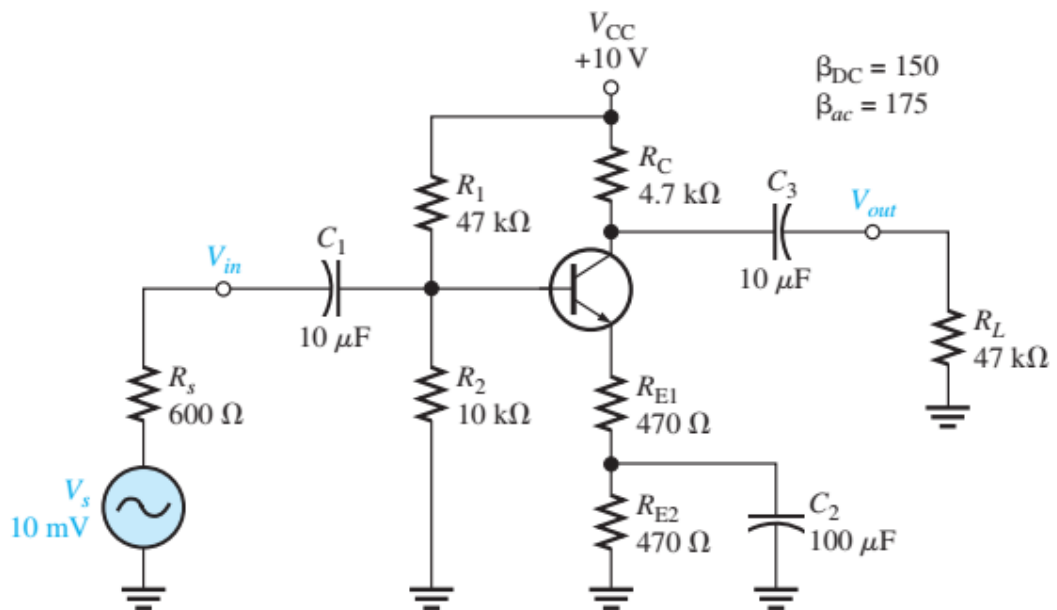 V_CC
+10 V
β_DC = 150
β_ac = 175
R_C
4.7 kΩ
R_1
47 kΩ
C_3
10 μF
V_out
C_1
10 μF
V_in
R_L
47 kΩ
R_s
600 Ω
R_2
10 kΩ
R_E1
470 Ω
V_s
10 mV
R_E2
470 Ω
C_2
100 μF